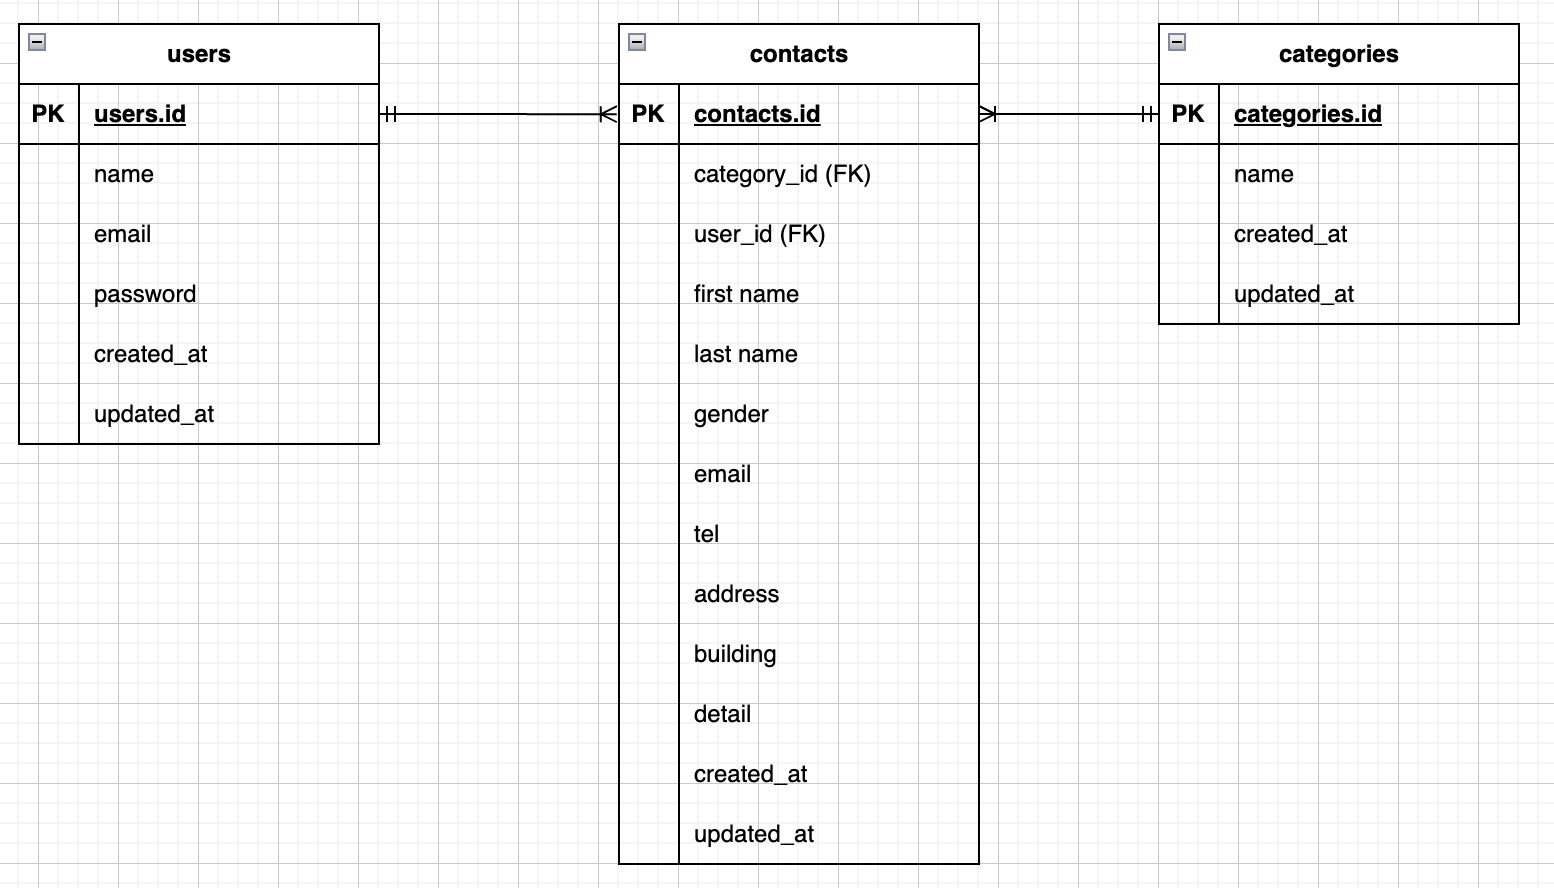 users
PK users.id
name
email
password
created_at
updated_at
contacts
PK contacts.id
category_id (FK)
user_id (FK)
first name
last name
gender
email
tel
address
building
detail
created_at
updated_at
categories
PK categories.id
name
created_at
updated_at